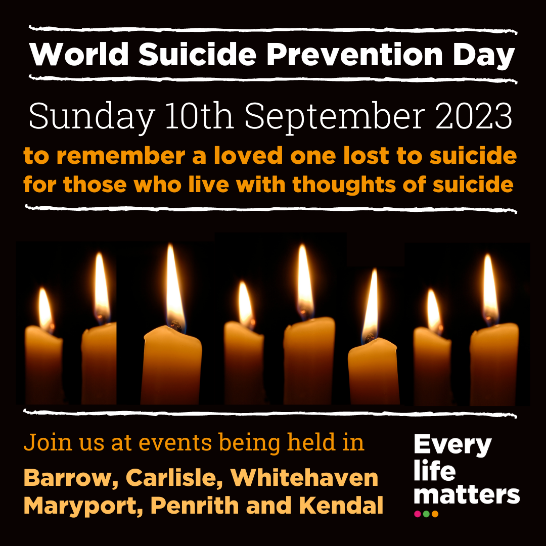 World Suicide Prevention Day
Sunday 10th September 2023
to remember a loved one lost to suicide
for those who live with thoughts of suicide
Join us at events being held in
Barrow, Carlisle, Whitehaven
Maryport, Penrith and Kendal
Every
life
matters